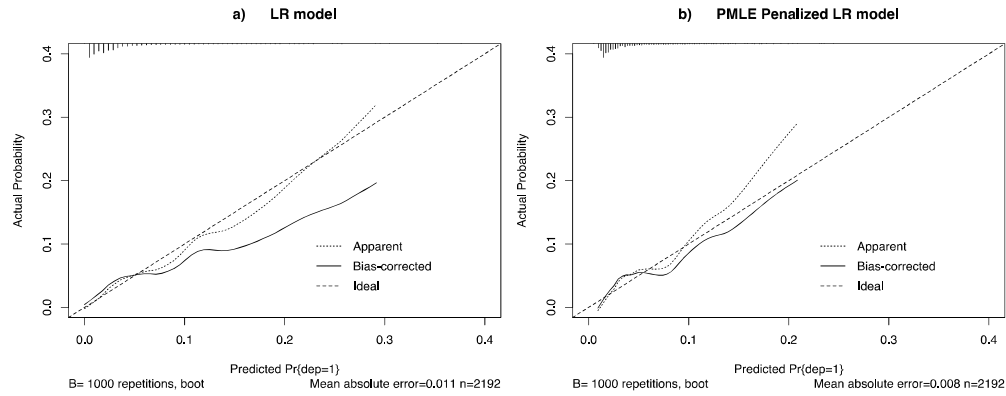 a) LR model
Actual Probability
0.4
0.3
0.2
0.1
0.0
Apparent
Bias-corrected
Ideal
0.0 0.1 0.2 0.3 0.4
Predicted Pr{dep=1}
B= 1000 repetitions, boot Mean absolute error=0.011 n=2192
b) PMLE Penalized LR model
Actual Probability
0.4
0.3
0.2
0.1
0.0
Apparent
Bias-corrected
Ideal
0.0 0.1 0.2 0.3 0.4
Predicted Pr{dep=1}
B= 1000 repetitions, boot Mean absolute error=0.008 n=2192